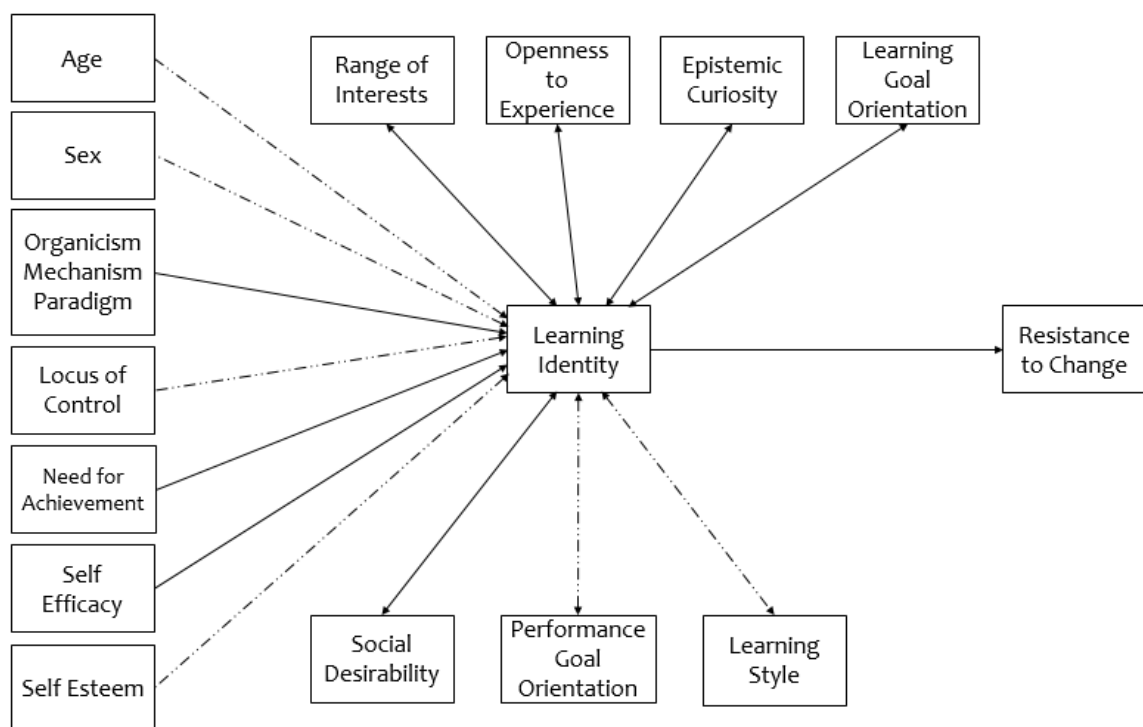 Age
Sex
Organicism
Mechanism
Paradigm
Locus of
Control
Need for
Achievement
Self
Efficacy
Self Esteem
Range of
Interests
Openness
to
Experience
Epistemic
Curiosity
Learning
Goal
Orientation
Learning
Identity
Resistance
to Change
Social
Desirability
Performance
Goal
Orientation
Learning
Style